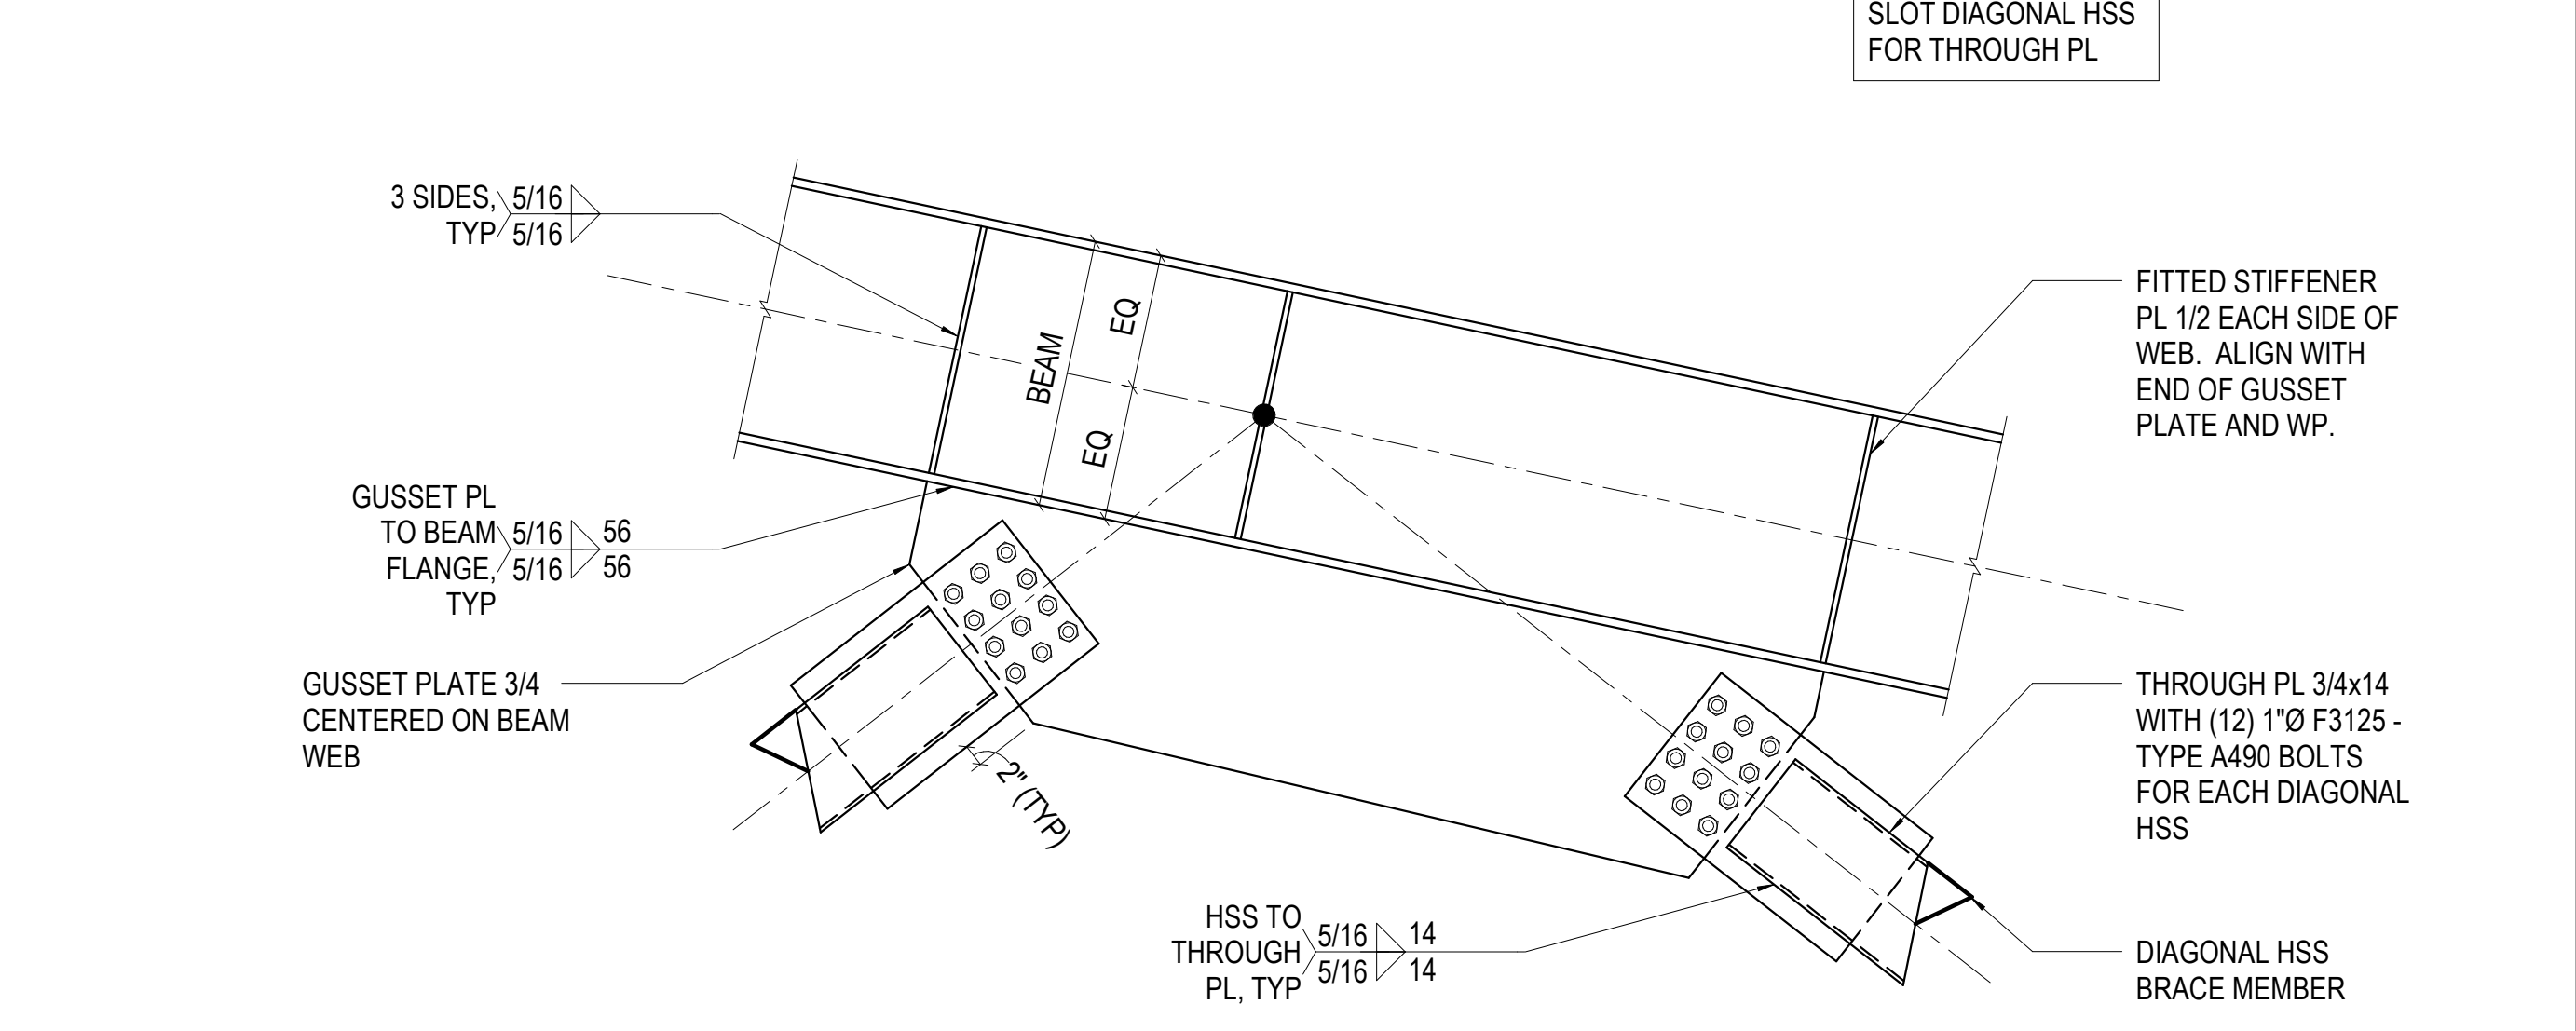 SLOT DIAGONAL HSS
FOR THROUGH PL
3 SIDES, 5/16
TYP 5/16
FITTED STIFFENER
PL 1/2 EACH SIDE OF
WEB. ALIGN WITH
END OF GUSSET
PLATE AND WP.
BEAM
EQ
EQ
GUSSET PL
TO BEAM 5/16 56
FLANGE, 5/16 56
TYP
GUSSET PLATE 3/4
CENTERED ON BEAM
WEB
2" (TYP)
THROUGH PL 3/4x14
WITH (12) 1"Ø F3125 -
TYPE A490 BOLTS
FOR EACH DIAGONAL
HSS
HSS TO 5/16 14
THROUGH
PL, TYP 5/16 14
DIAGONAL HSS
BRACE MEMBER